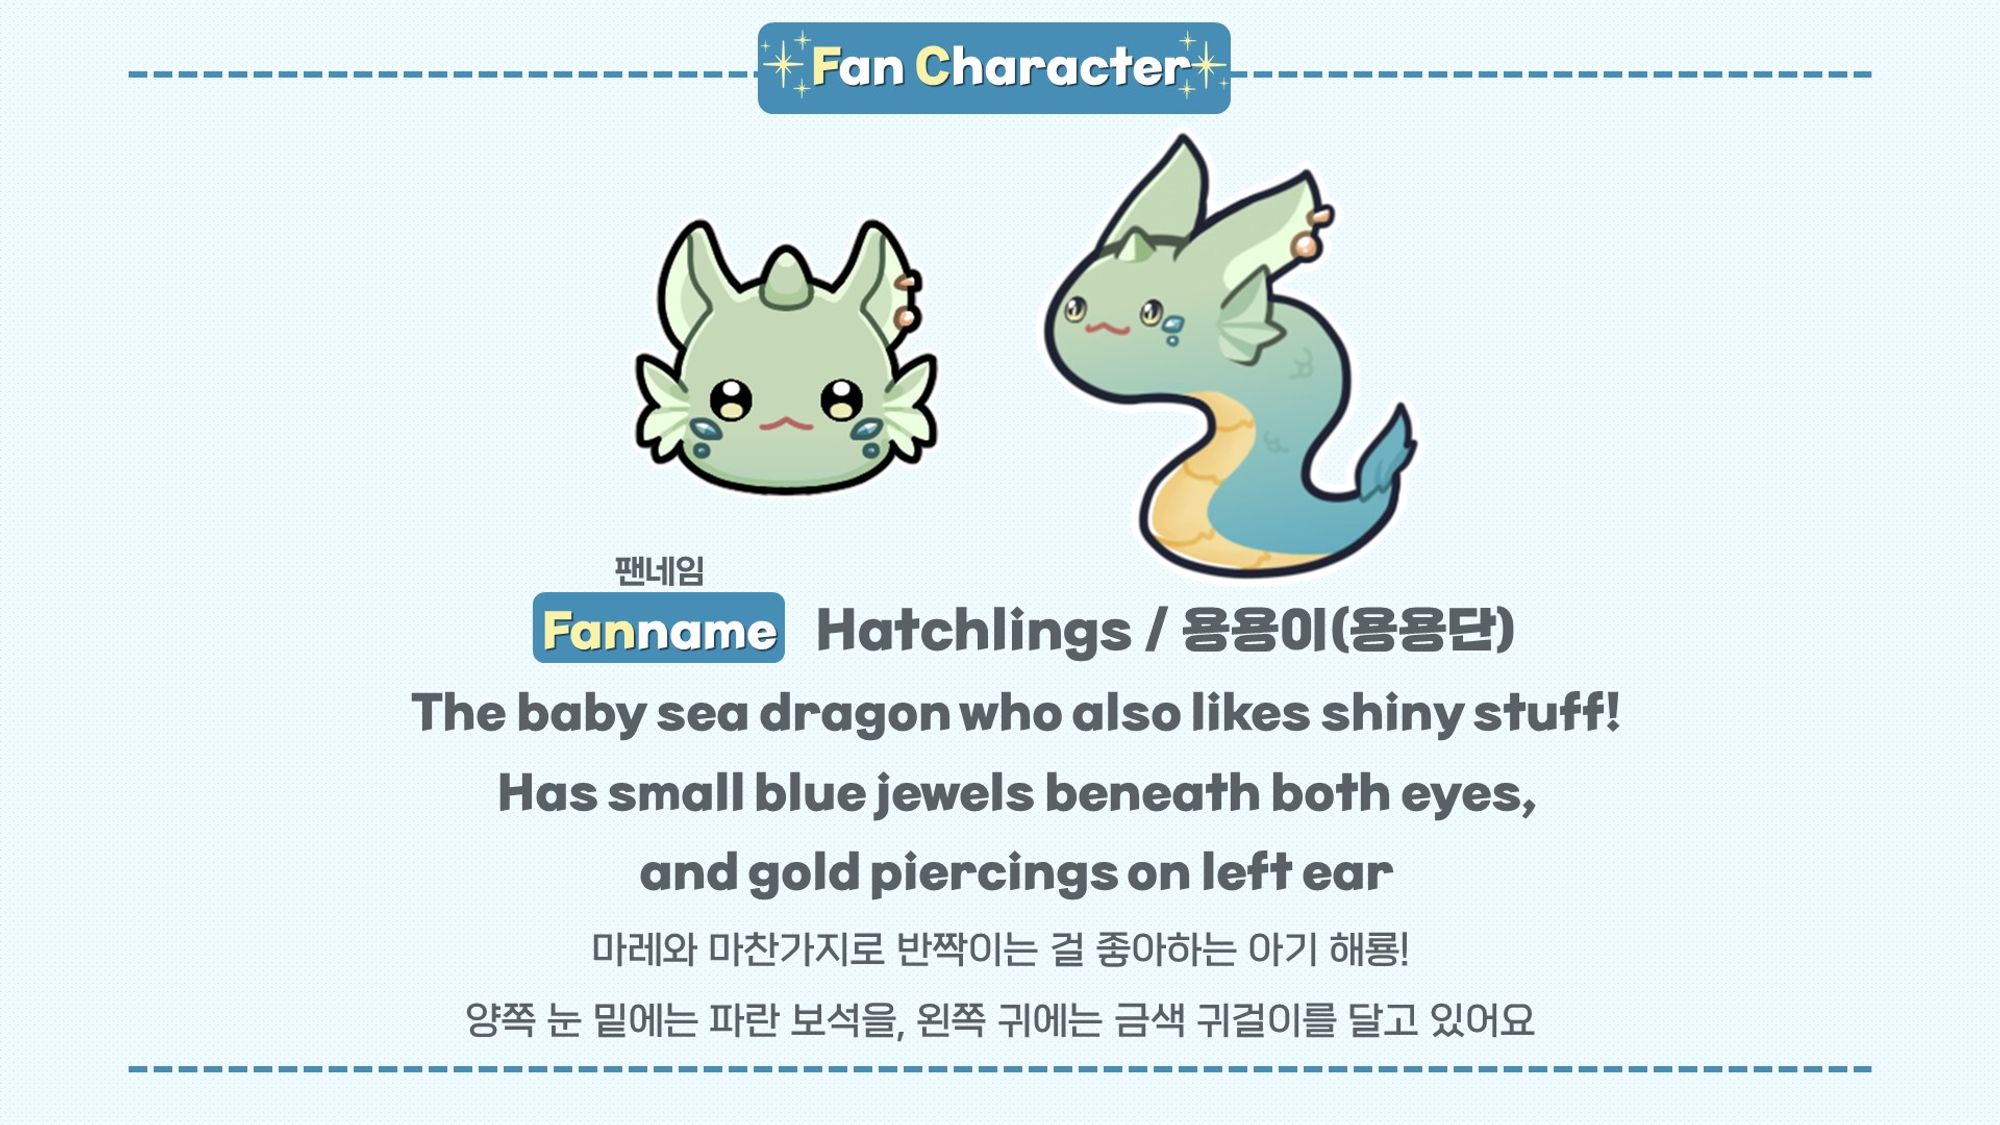 Fan Character
팬네임
Fanname Hatchlings / 용용이(용용단)
The baby sea dragon who also likes shiny stuff!
Has small blue jewels beneath both eyes,
and gold piercings on left ear
마레와 마찬가지로 반짝이는 걸 좋아하는 아기 해룡!
양쪽 눈 밑에는 파란 보석을, 왼쪽 귀에는 금색 귀걸이를 달고 있어요